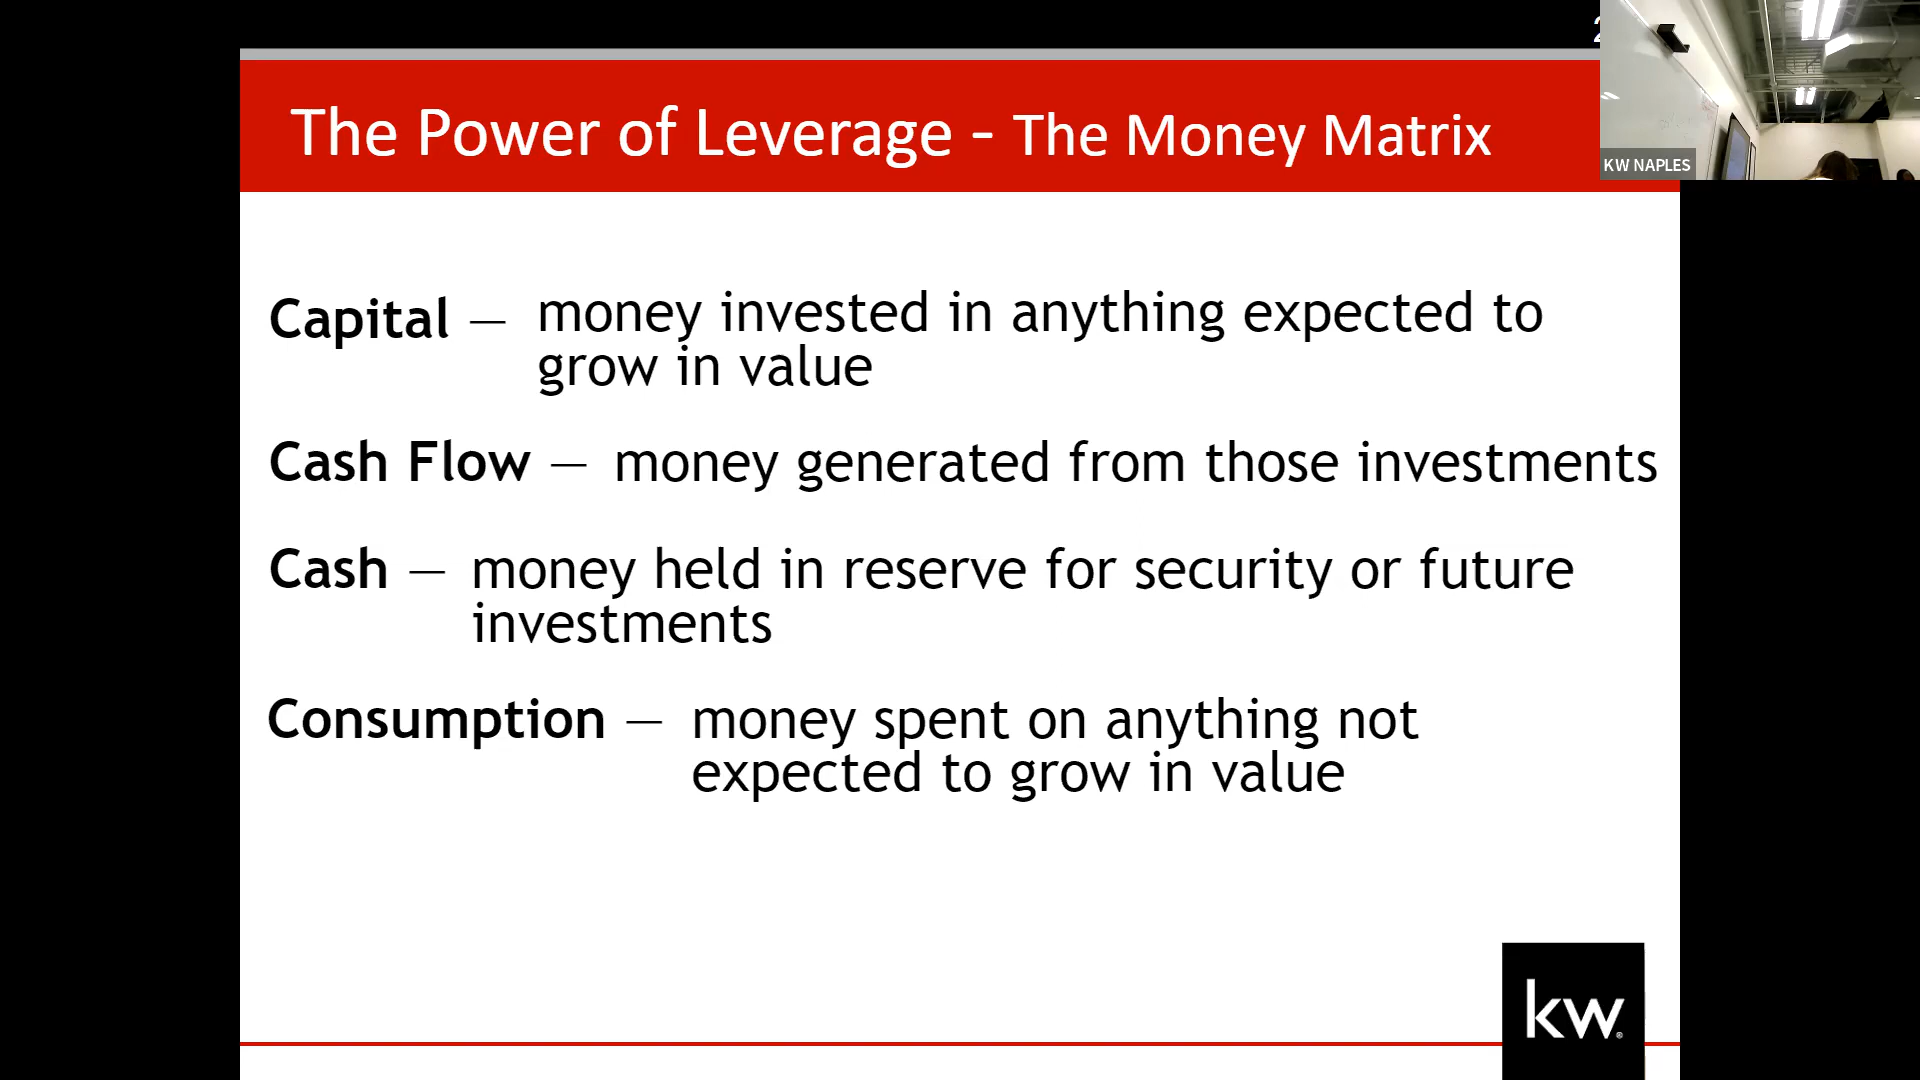 The Power of Leverage - The Money Matrix
KW NAPLES
Capital — money invested in anything expected to
grow in value
Cash Flow — money generated from those investments
Cash — money held in reserve for security or future
investments
Consumption — money spent on anything not
expected to grow in value
kw®